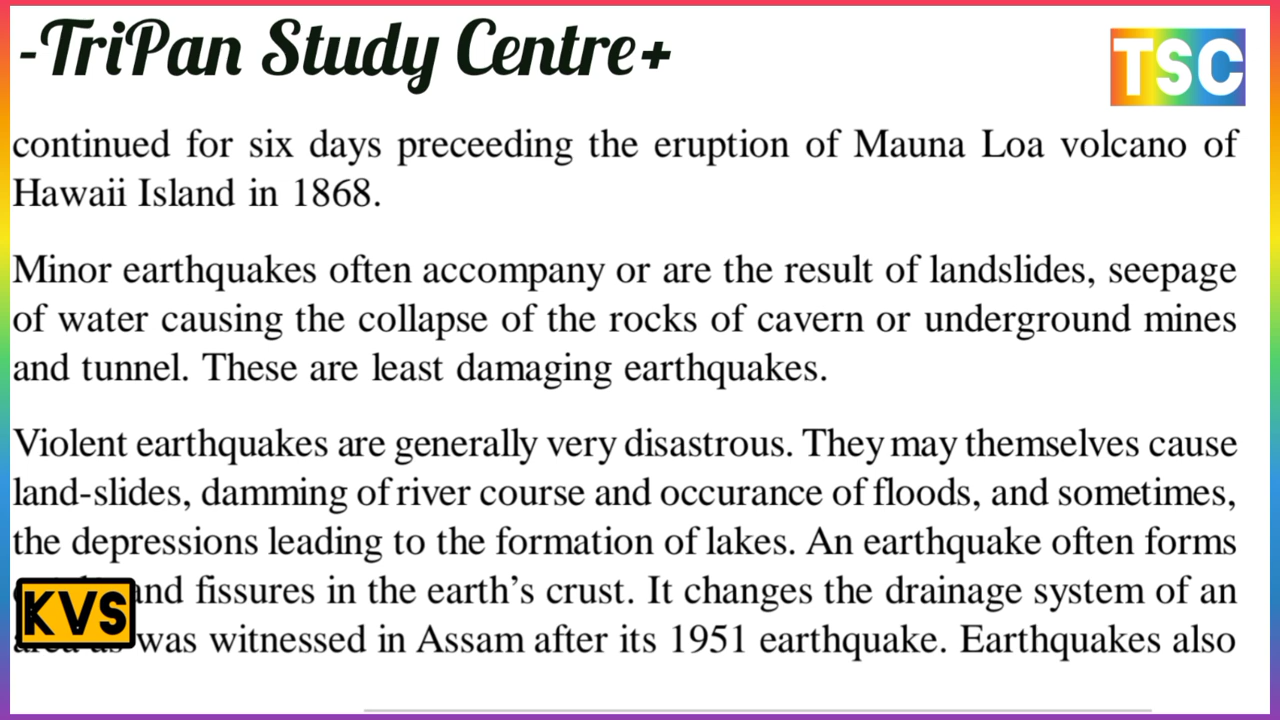 -TriPan Study Centre+
TSC
continued for six days preceeding the eruption of Mauna Loa volcano of
Hawaii Island in 1868.
Minor earthquakes often accompany or are the result of landslides, seepage
of water causing the collapse of the rocks of cavern or underground mines
and tunnel. These are least damaging earthquakes.
Violent earthquakes are generally very disastrous. They may themselves cause
land-slides, damming of river course and occurance of floods, and sometimes,
the depressions leading to the formation of lakes. An earthquake often forms
and fissures in the earth's crust. It changes the drainage system of an
KVS
was witnessed in Assam after its 1951 earthquake. Earthquakes also